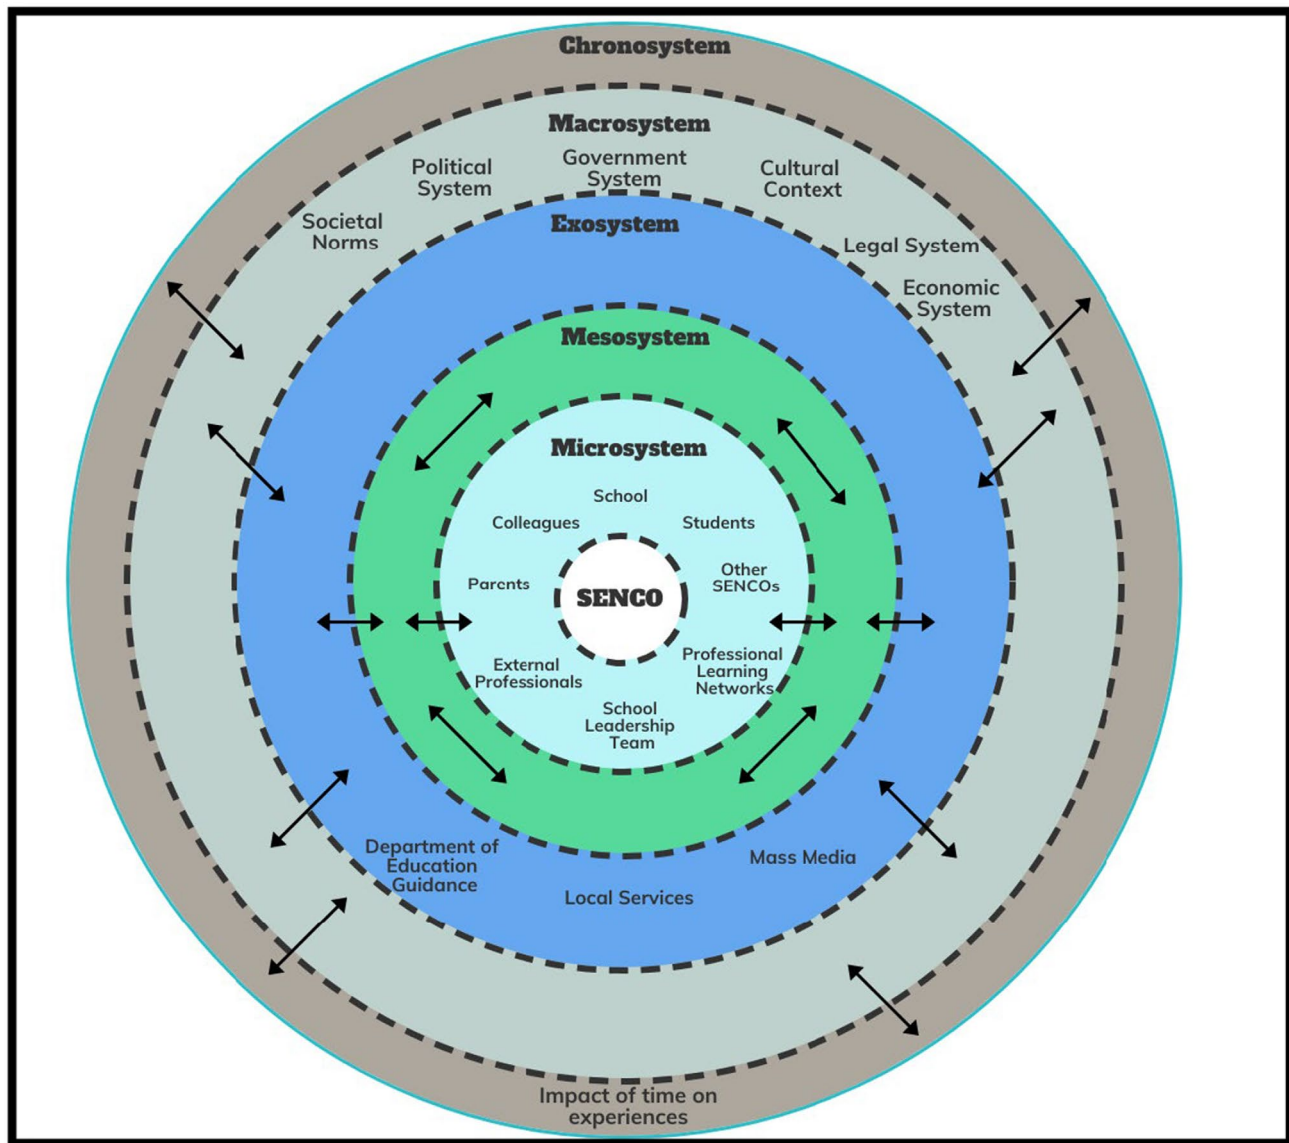 Chronosystem
Macrosystem
Political
System
Government
System
Cultural
Context
Societal
Norms
Exosystem
Legal System
Economic
System
Mesosystem
Microsystem
School
Colleagues
Students
Parents
SENCO
Other
SENCOs
External
Professionals
Professional
Learning
Networks
School
Leadership
Team
Department of
Education
Guidance
Local Services
Mass Media
Impact of time on
experiences